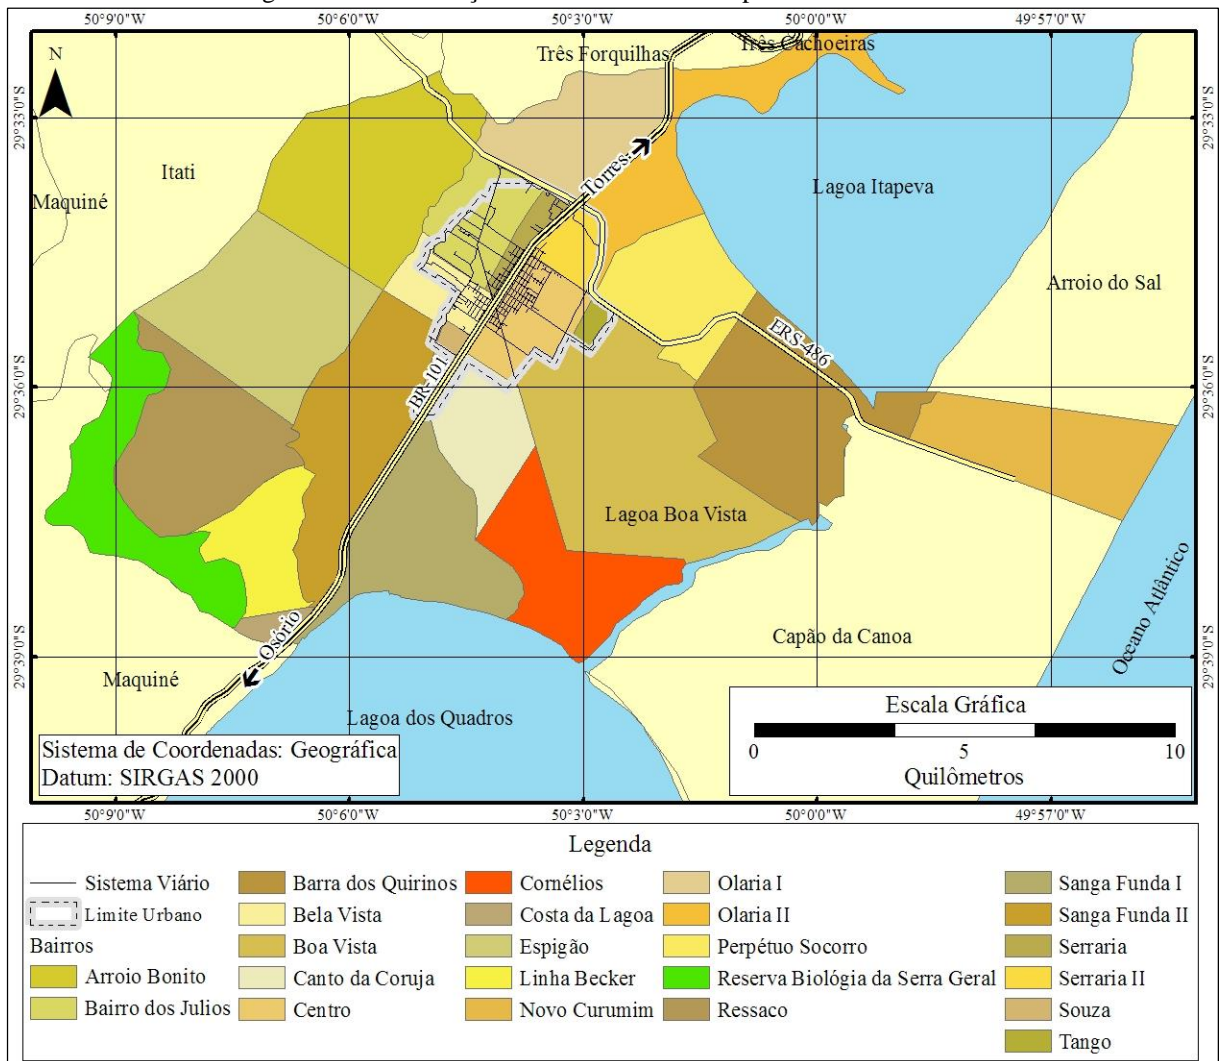 50°9'0"W 50°6'0"W 50°3'0"W 50°0'0"W 49°57'0"W
N
Três Forquilhas
Três Cachoeiras
29°33'0"S
29°33'0"S
Itati
Maquiné
Torres
Lagoa Itapeva
Arroio do Sal
ERS-486
29°36'0"S
29°36'0"S
BR-101
Lagoa Boa Vista
Oceano Atlântico
Osório
Capão da Canoa
29°39'0"S
29°39'0"S
Maquiné
Lagoa dos Quadros
Escala Gráfica
0 5 10
Quilômetros
Sistema de Coordenadas: Geográfica
Datum: SIRGAS 2000
50°9'0"W 50°6'0"W 50°3'0"W 50°0'0"W 49°57'0"W
Legenda
Sistema Viário
Limite Urbano
Bairros
Arroio Bonito
Bairro dos Julios
Barra dos Quirinos
Bela Vista
Boa Vista
Canto da Coruja
Centro
Cornélios
Costa da Lagoa
Espigão
Linha Becker
Novo Curumim
Olaria I
Olaria II
Perpétuo Socorro
Reserva Biológia da Serra Geral
Ressaco
Sanga Funda I
Sanga Funda II
Serraria
Serraria II
Souza
Tango